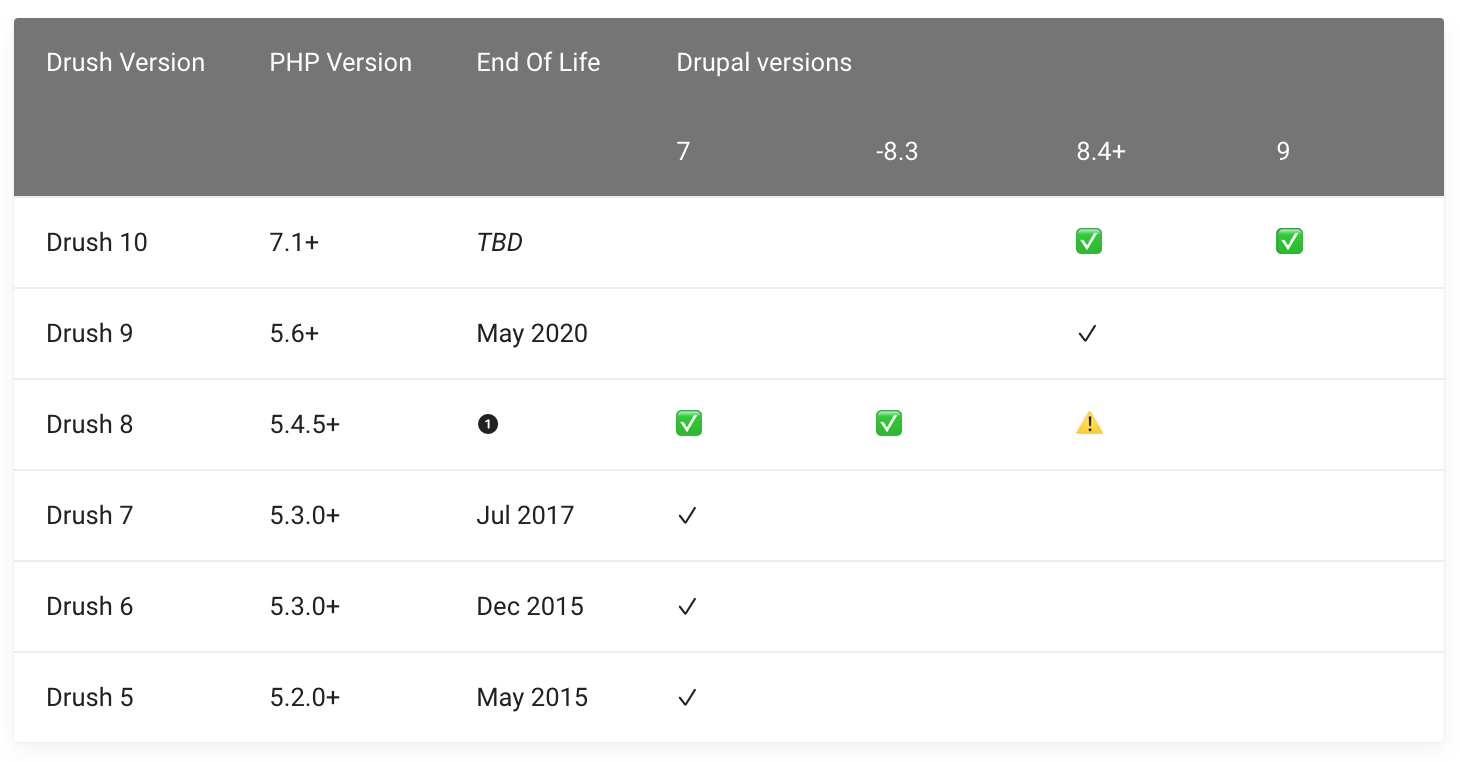 Drush Version PHP Version End Of Life Drupal versions
7 -8.3 8.4+ 9
Drush 10 7.1+ TBD ✅ ✅
Drush 9 5.6+ May 2020 ✓
Drush 8 5.4.5+ ❶ ✅ ✅ ⚠️
Drush 7 5.3.0+ Jul 2017 ✓
Drush 6 5.3.0+ Dec 2015 ✓
Drush 5 5.2.0+ May 2015 ✓